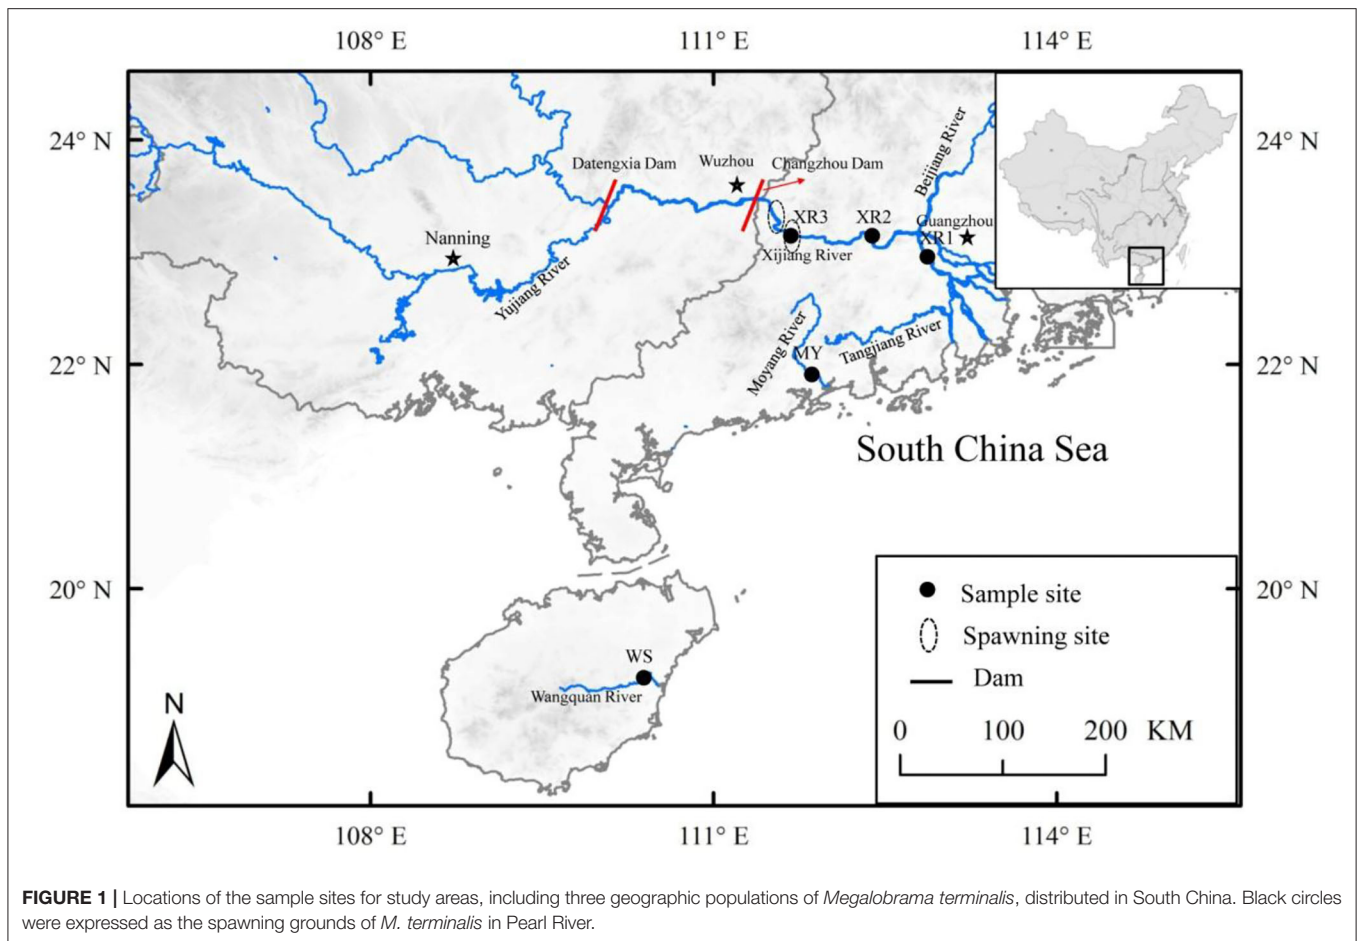 108° E 111° E 114° E
24° N 24° N
Beijiang River
Datengxia Dam Wuzhou Changzhou Dam
XR3 XR2 Guangzhou
Nanning XR1
Xijiang River
Yujiang River
Moyang River
Tangjiang River
MY
22° N 22° N
South China Sea
20° N 20° N
Sample site
Spawning site
Dam
WS
Wangquan River
N
0 100 200 KM
108° E 111° E 114° E
FIGURE 1 | Locations of the sample sites for study areas, including three geographic populations of Megalobrama terminalis, distributed in South China. Black circles
were expressed as the spawning grounds of M. terminalis in Pearl River.